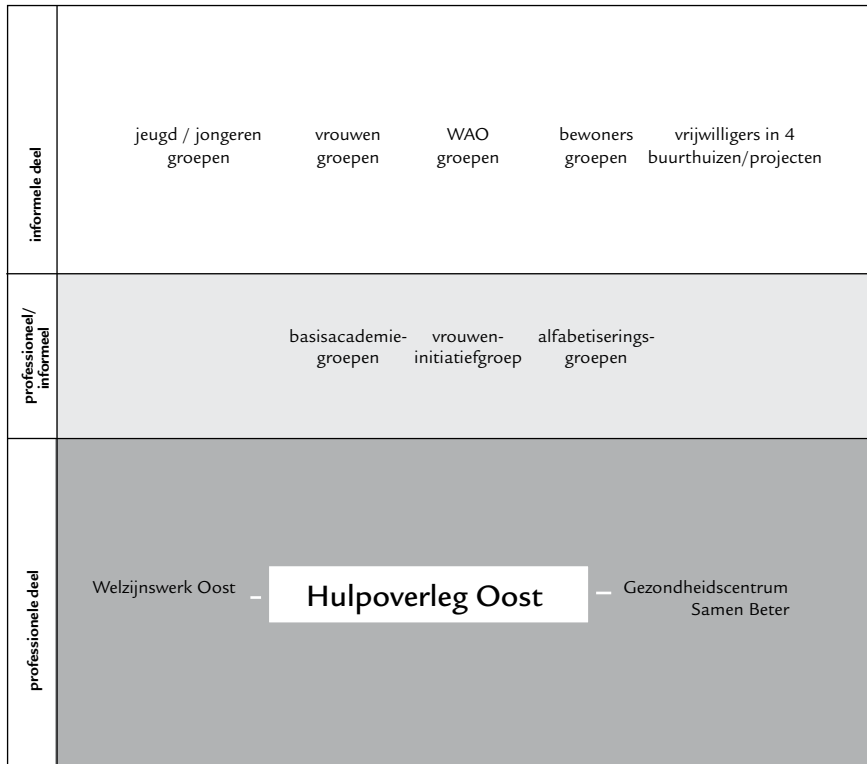 informele deel
jeugd / jongeren
groepen
vrouwen
groepen
WAO
groepen
bewoners
groepen
vrijwilligers in 4
buurthuizen/projecten
professioneel/
informeel
basisacademie-
groepen
vrouwen-
initiatiefgroep
alfabetiserings-
groepen
professionele deel
Welzijnswerk Oost
Hulpoverleg Oost
Gezondheidscentrum
Samen Beter